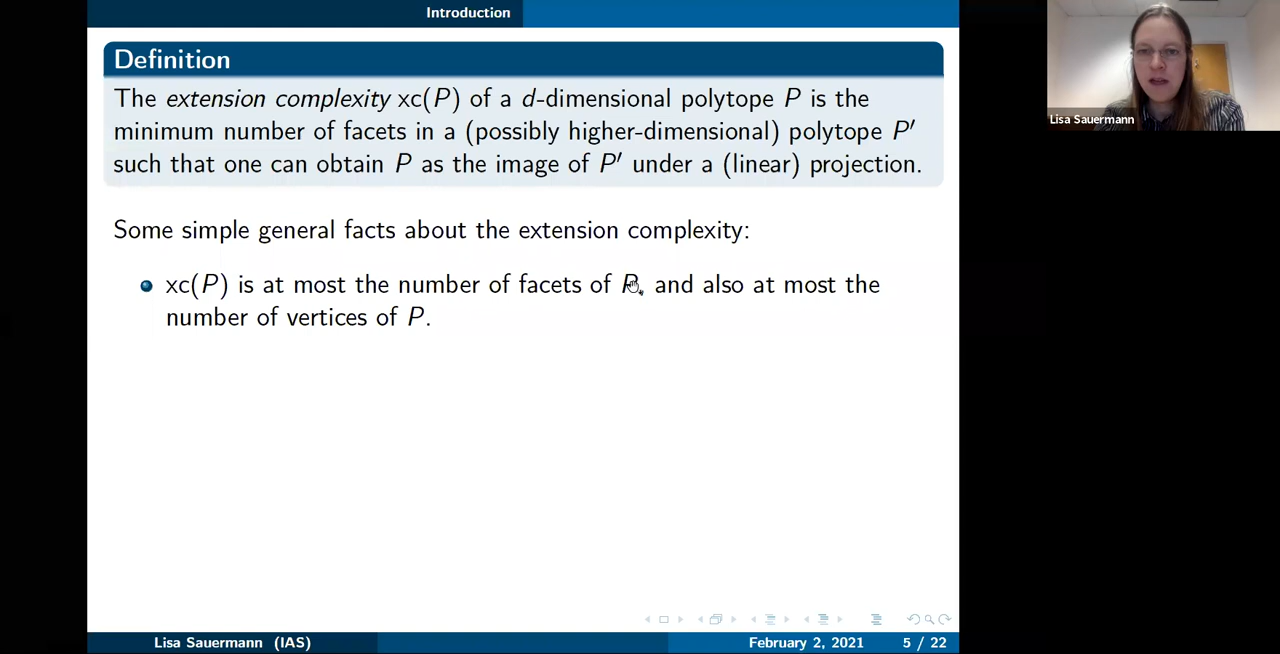 Introduction
Definition
The extension complexity xc(P) of a d-dimensional polytope P is the
minimum number of facets in a (possibly higher-dimensional) polytope P′
such that one can obtain P as the image of P′ under a (linear) projection.
Some simple general facts about the extension complexity:
xc(P) is at most the number of facets of P, and also at most the
number of vertices of P.
Lisa Sauermann (IAS) February 2, 2021 5 / 22
Lisa Sauermann